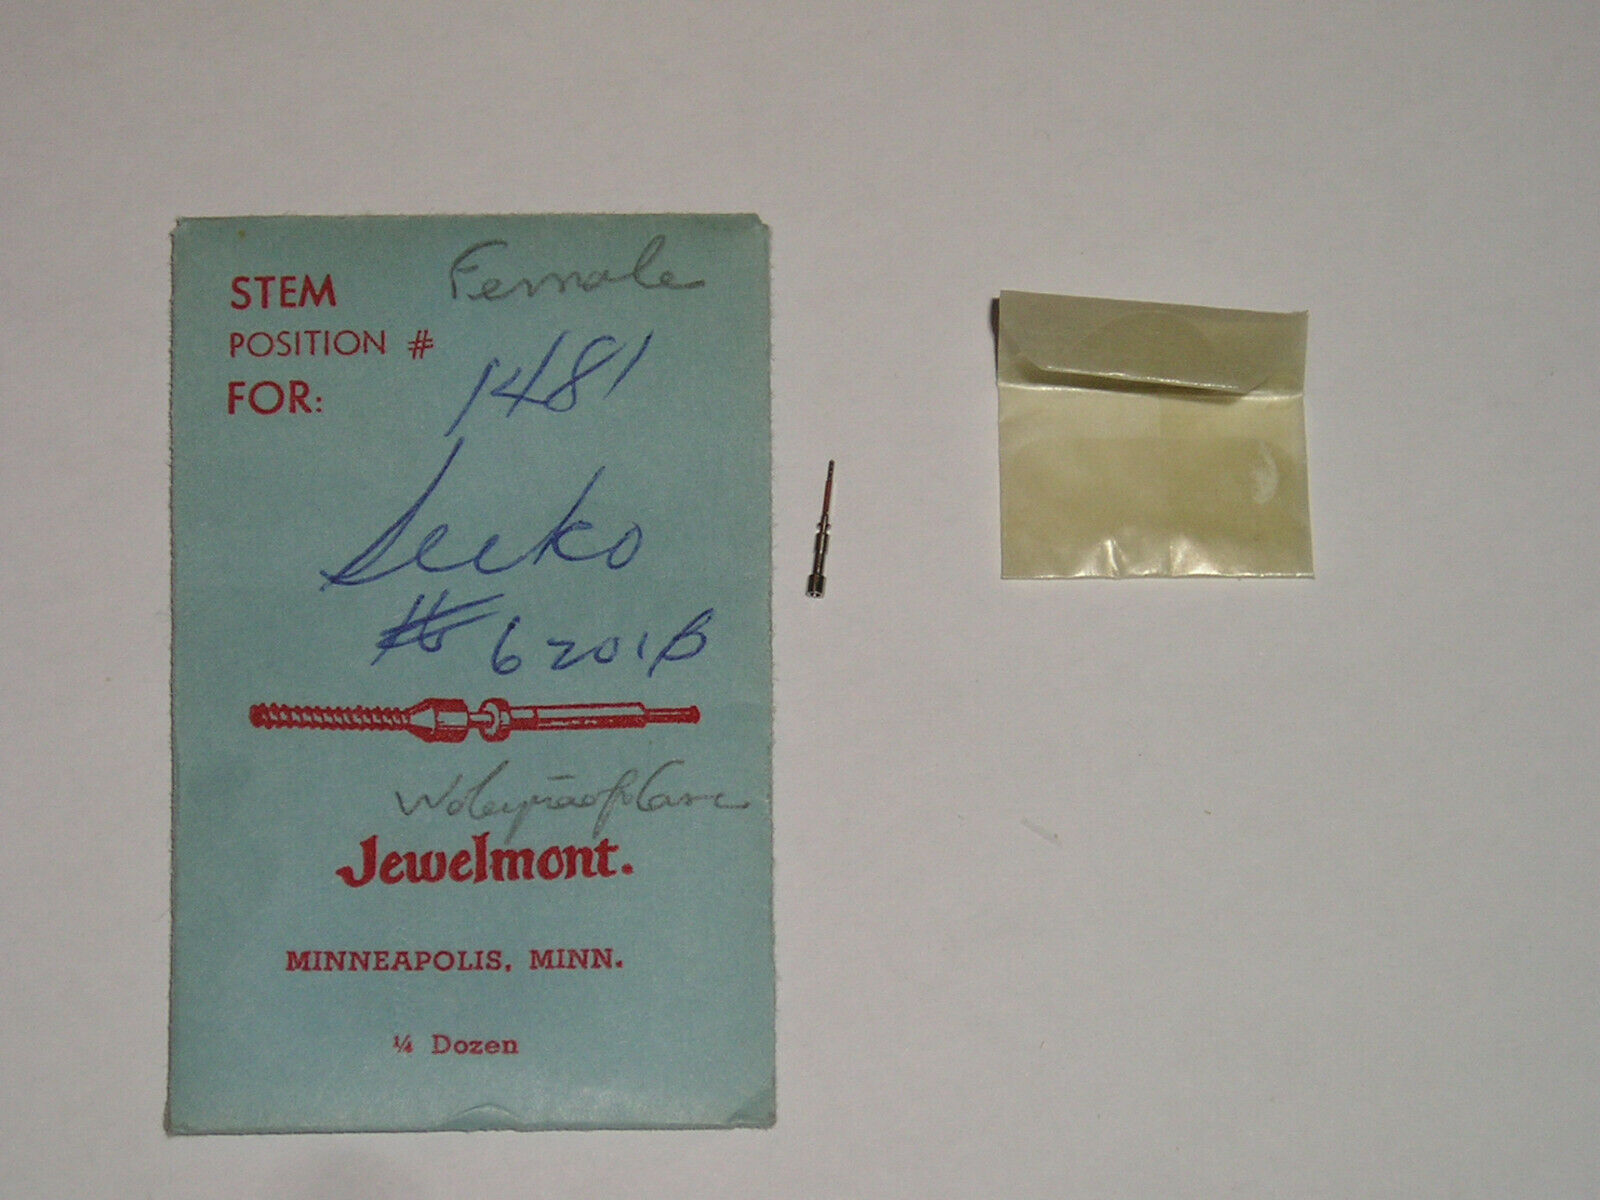 STEM Female
POSITION #
FOR: 1481
Seiko
# 6201B
Jewelmont.
MINNEAPOLIS, MINN.
¼ Dozen